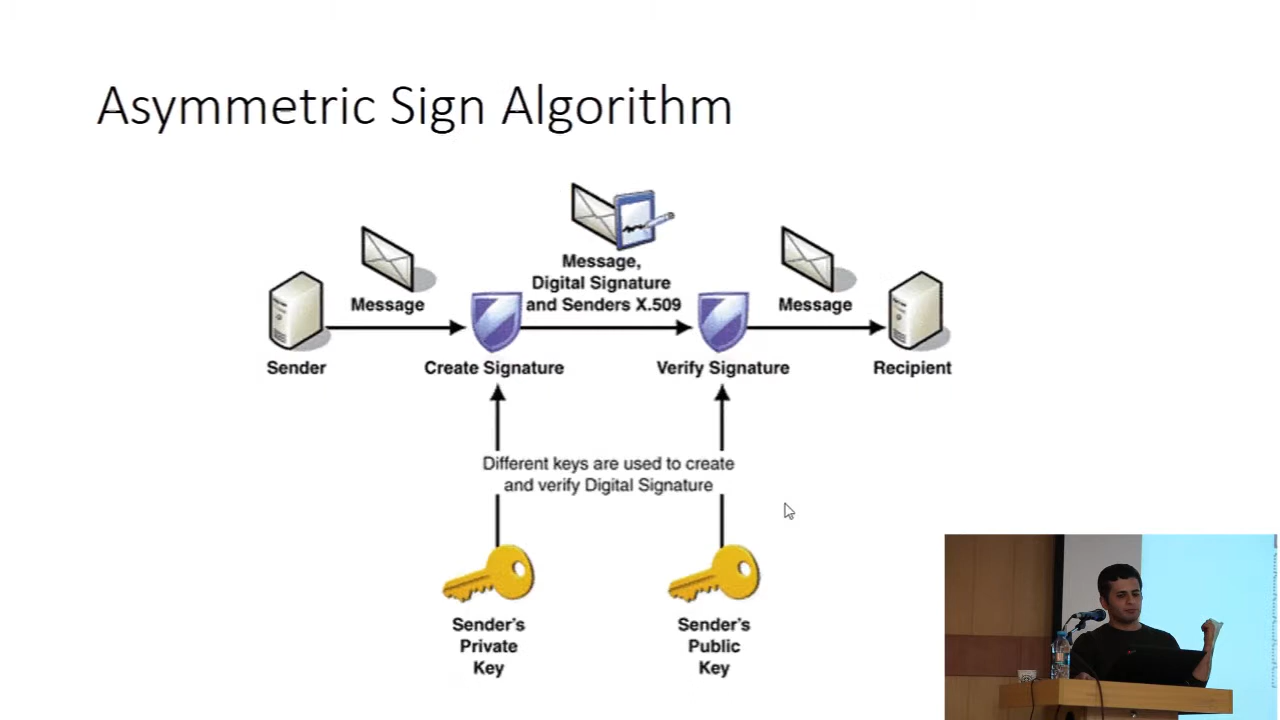 Asymmetric Sign Algorithm
Message,
Digital Signature
and Senders X.509
Message
Message
Sender
Create Signature
Verify Signature
Recipient
Different keys are used to create
and verify Digital Signature
Sender's
Private
Key
Sender's
Public
Key